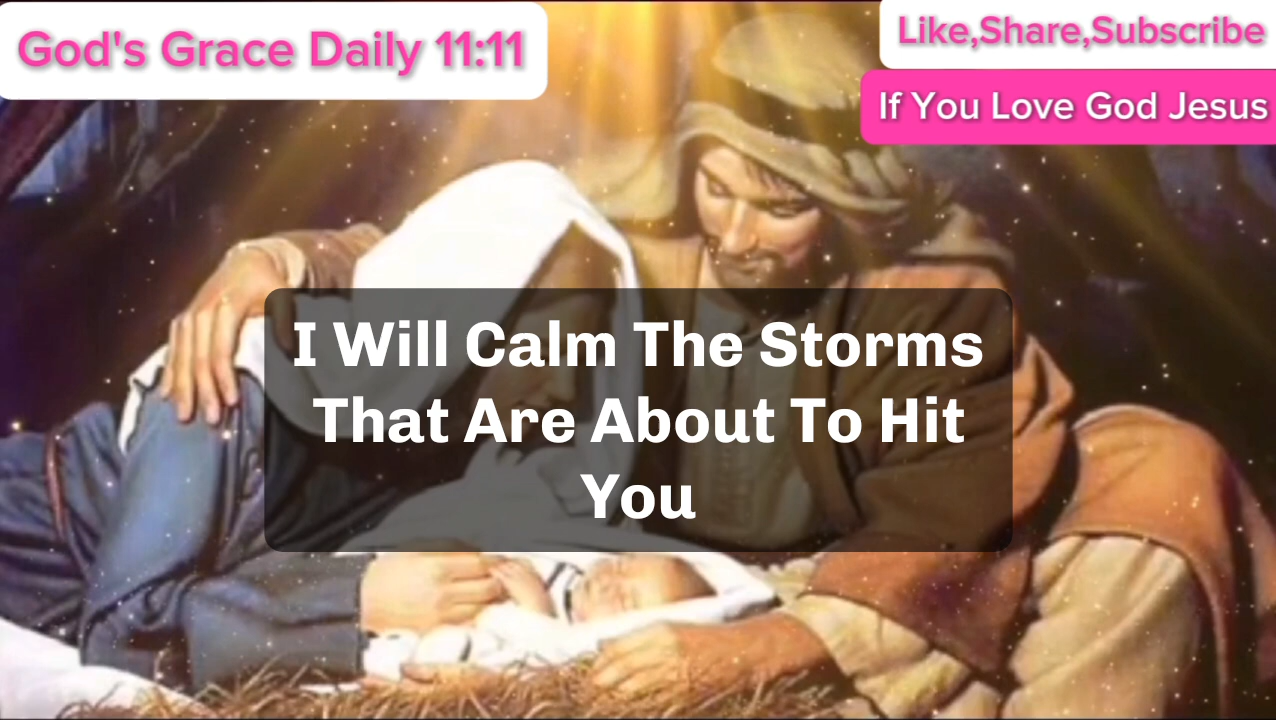 God's Grace Daily 11:11
Like,Share,Subscribe
If You Love God Jesus
I Will Calm The Storms
That Are About To Hit
You